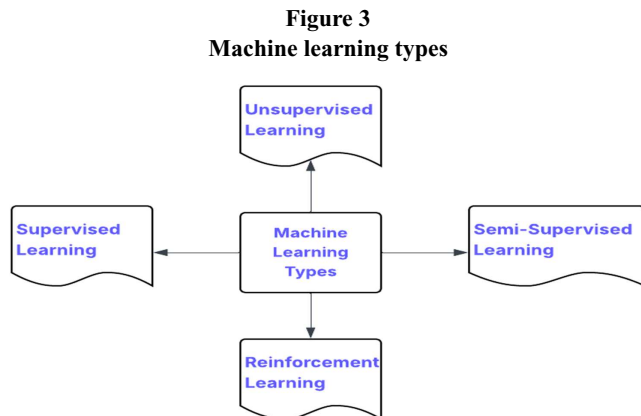 Figure 3
Machine learning types
Unsupervised
Learning
Supervised
Learning
Machine
Learning
Types
Semi-Supervised
Learning
Reinforcement
Learning